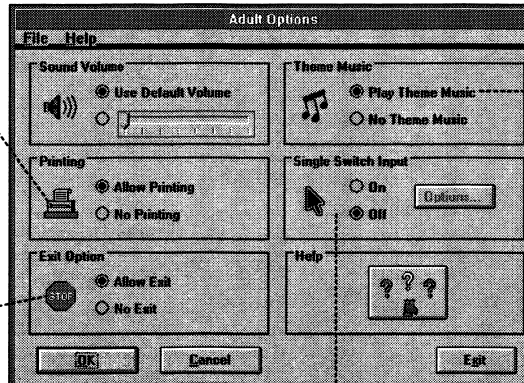 Adult Options
File Help
Sound Volume
Use Default Volume
Theme Music
Play Theme Music
No Theme Music
Printing
Allow Printing
No Printing
Single Switch Input
On
Off
Options...
Exit Option
STOP
Allow Exit
No Exit
Help
? ? ?
OK
Cancel
Exit